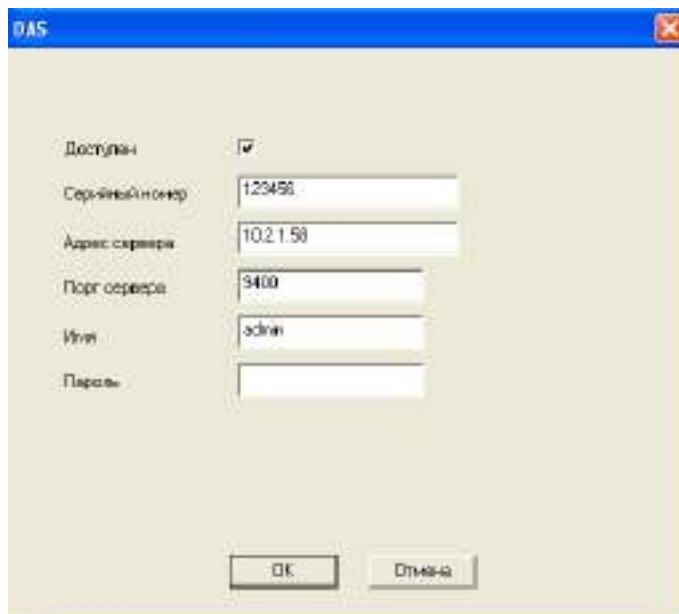 DAS
Доступен
Серийный номер 123456
Адрес сервера 10.2.1.58
Порт сервера 9400
Имя admin
Пароль
OK Отмена